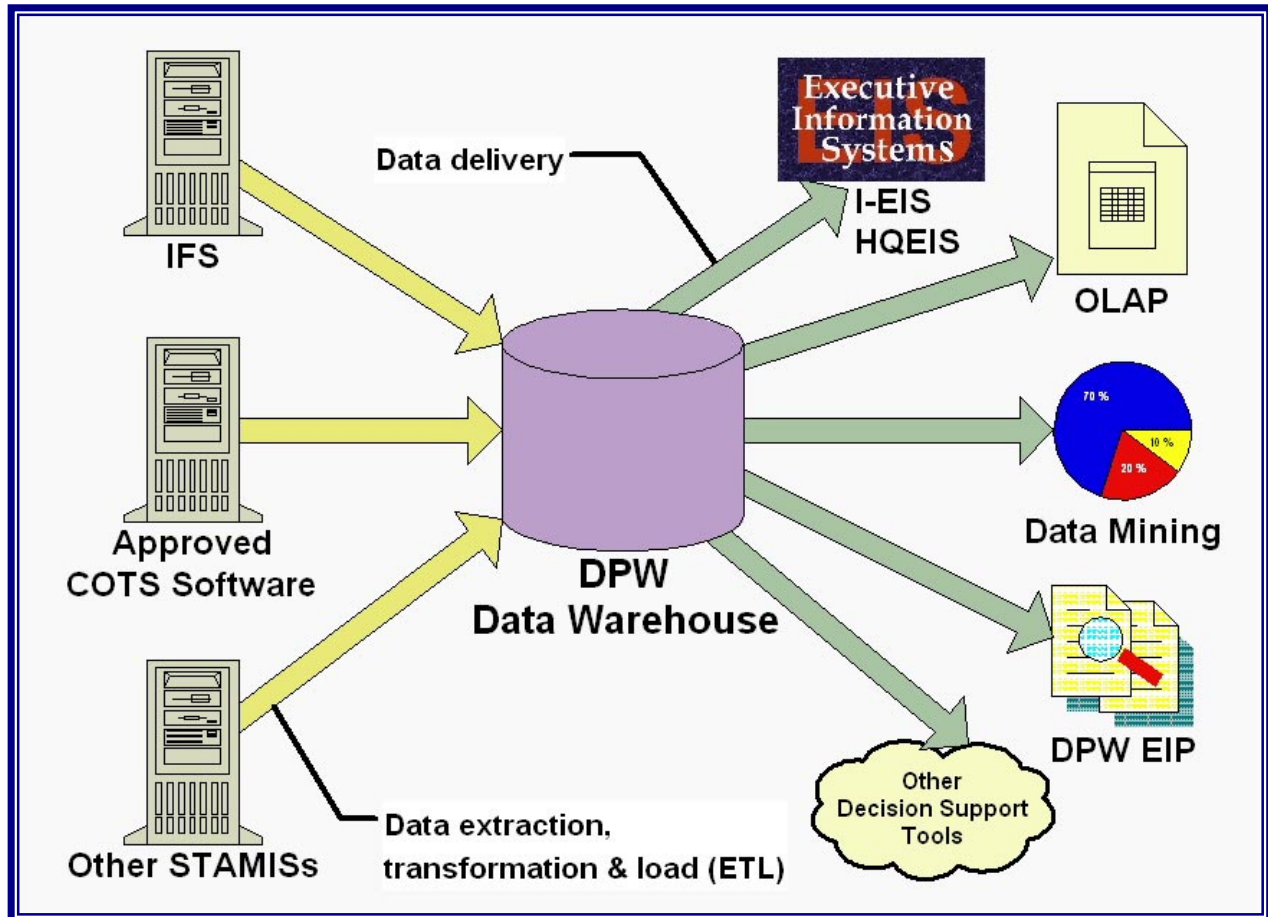 IFS
Approved
COTS Software
Other STAMISs
Data delivery
Data extraction,
transformation & load (ETL)
DPW
Data Warehouse
EIS
Executive
Information
Systems
I-EIS
HQEIS
OLAP
70 %
10 %
20 %
Data Mining
DPW EIP
Other
Decision Support
Tools